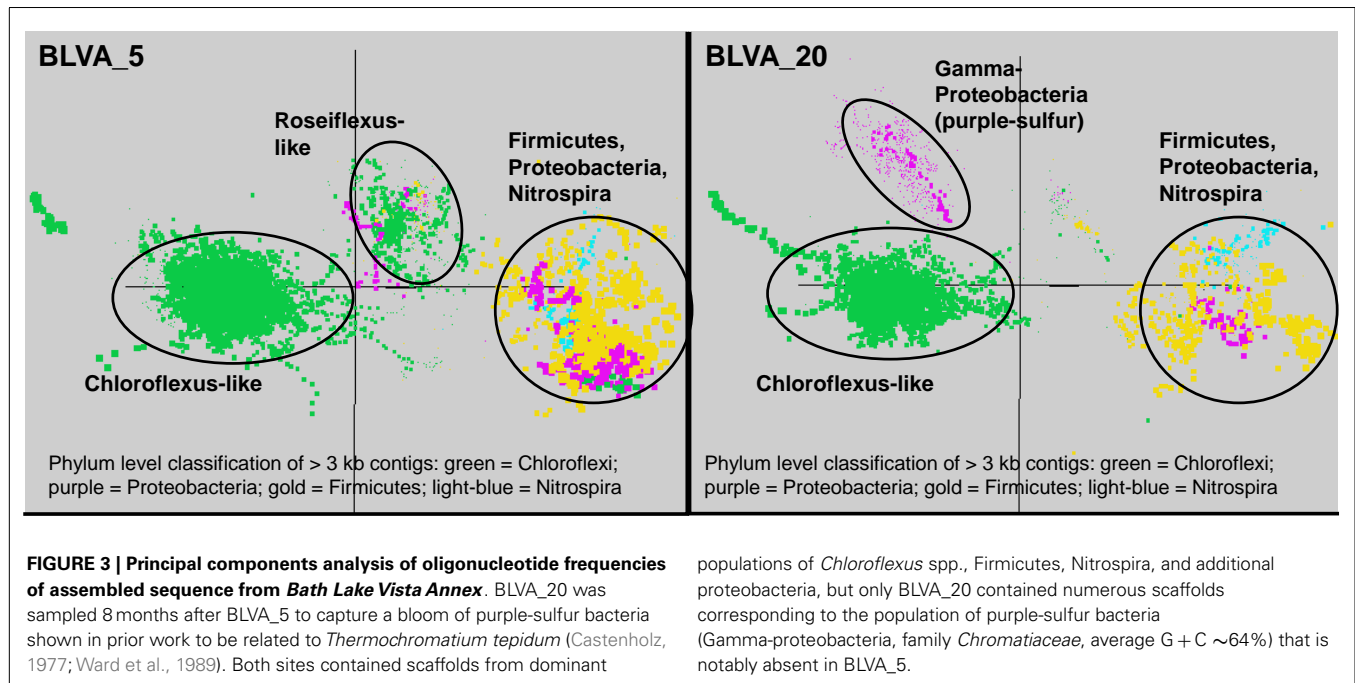 BLVA_5
Roseiflexus-
like
Firmicutes,
Proteobacteria,
Nitrospira
Chloroflexus-like
Phylum level classification of > 3 kb contigs: green = Chloroflexi;
purple = Proteobacteria; gold = Firmicutes; light-blue = Nitrospira
BLVA_20
Gamma-
Proteobacteria
(purple-sulfur)
Firmicutes,
Proteobacteria,
Nitrospira
Chloroflexus-like
Phylum level classification of > 3 kb contigs: green = Chloroflexi;
purple = Proteobacteria; gold = Firmicutes; light-blue = Nitrospira
FIGURE 3 | Principal components analysis of oligonucleotide frequencies
of assembled sequence from Bath Lake Vista Annex. BLVA_20 was
sampled 8 months after BLVA_5 to capture a bloom of purple-sulfur bacteria
shown in prior work to be related to Thermochromatium tepidum (Castenholz,
1977; Ward et al., 1989). Both sites contained scaffolds from dominant
populations of Chloroflexus spp., Firmicutes, Nitrospira, and additional
proteobacteria, but only BLVA_20 contained numerous scaffolds
corresponding to the population of purple-sulfur bacteria
(Gamma-proteobacteria, family Chromatiaceae, average G + C ∼64%) that is
notably absent in BLVA_5.